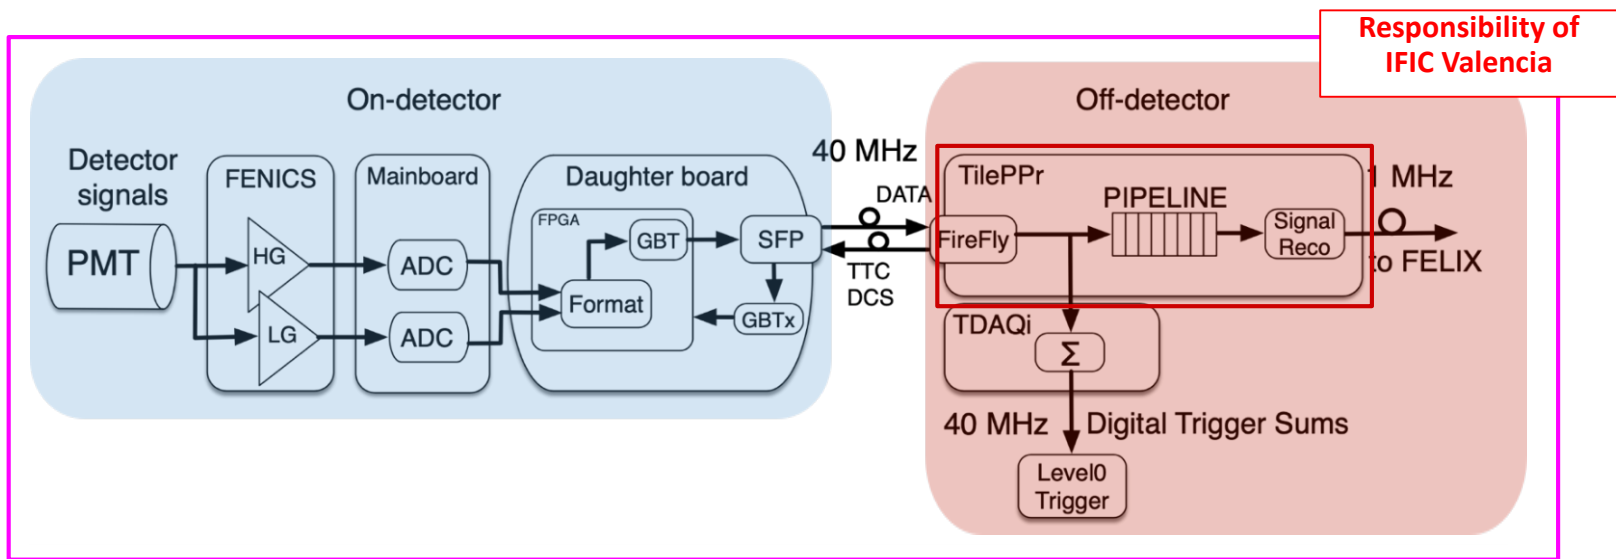 Responsibility of
IFIC Valencia
On-detector
Off-detector
Detector
signals
PMT
FENICS
HG
LG
Mainboard
ADC
ADC
Daughter board
FPGA
GBT
Format
SFP
GBTx
40 MHz
DATA
TTC
DCS
TilePPr
FireFly
PIPELINE
Signal
Reco
1 MHz
to FELIX
TDAQi
Σ
40 MHz
Digital Trigger Sums
Level0
Trigger